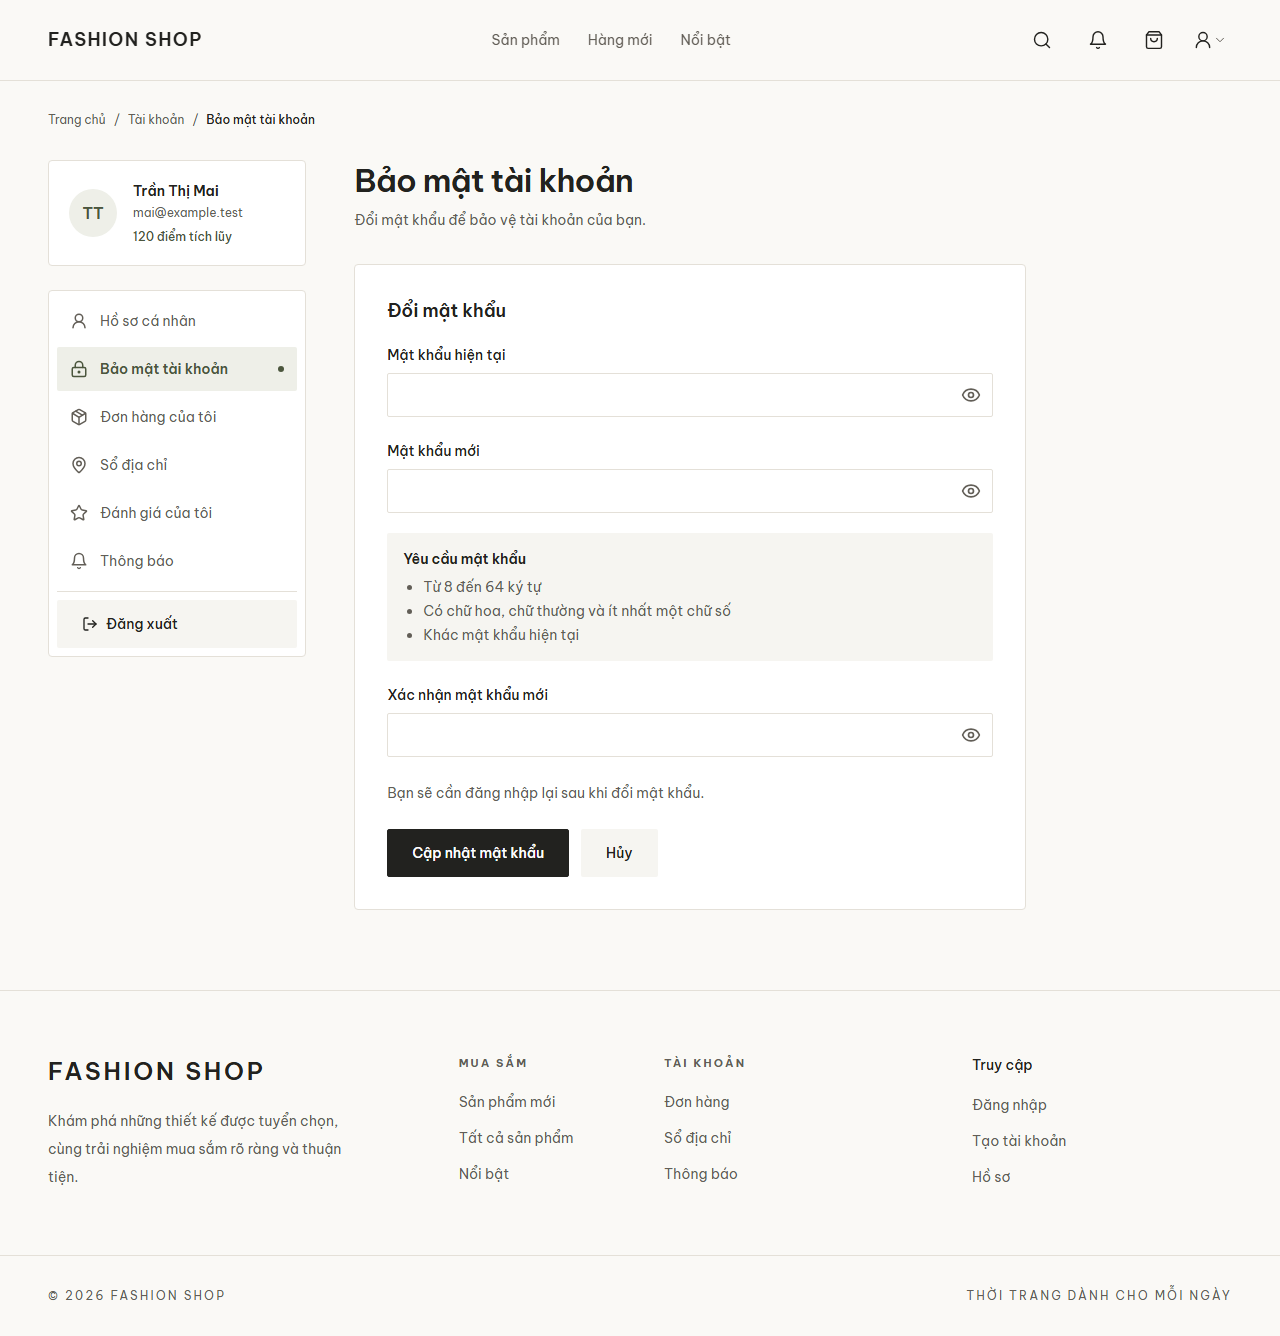 FASHION SHOP
Sản phẩm
Hàng mới
Nổi bật
Trang chủ / Tài khoản / Bảo mật tài khoản
TT
Trần Thị Mai
mai@example.test
120 điểm tích lũy
Hồ sơ cá nhân
Bảo mật tài khoản
Đơn hàng của tôi
Sổ địa chỉ
Đánh giá của tôi
Thông báo
Đăng xuất
Bảo mật tài khoản
Đổi mật khẩu để bảo vệ tài khoản của bạn.
Đổi mật khẩu
Mật khẩu hiện tại
Mật khẩu mới
Yêu cầu mật khẩu
• Từ 8 đến 64 ký tự
• Có chữ hoa, chữ thường và ít nhất một chữ số
• Khác mật khẩu hiện tại
Xác nhận mật khẩu mới
Bạn sẽ cần đăng nhập lại sau khi đổi mật khẩu.
Cập nhật mật khẩu
Hủy
FASHION SHOP
Khám phá những thiết kế được tuyển chọn,
cùng trải nghiệm mua sắm rõ ràng và thuận
tiện.
MUA SẮM
Sản phẩm mới
Tất cả sản phẩm
Nổi bật
TÀI KHOẢN
Đơn hàng
Sổ địa chỉ
Thông báo
Truy cập
Đăng nhập
Tạo tài khoản
Hồ sơ
© 2026 FASHION SHOP
THỜI TRANG DÀNH CHO MỖI NGÀY